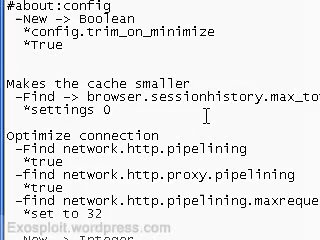 #about:config
-New -> Boolean
*config.trim_on_minimize
*True
Makes the cache smaller
-Find -> browser.sessionhistory.max_to
*settings 0
Optimize connection
-Find network.http.pipelining
*true
-find network.http.proxy.pipelining
*true
-find network.http.pipelining.maxreque
*set to 32
Exosploit.wordpress.com
-New -> Integer